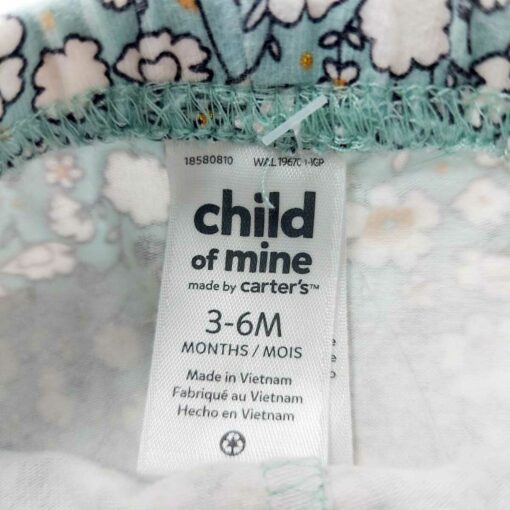 18580810
child
of mine
made by carter's™
3-6M
MONTHS / MOIS
Made in Vietnam
Fabriqué au Vietnam
Hecho en Vietnam